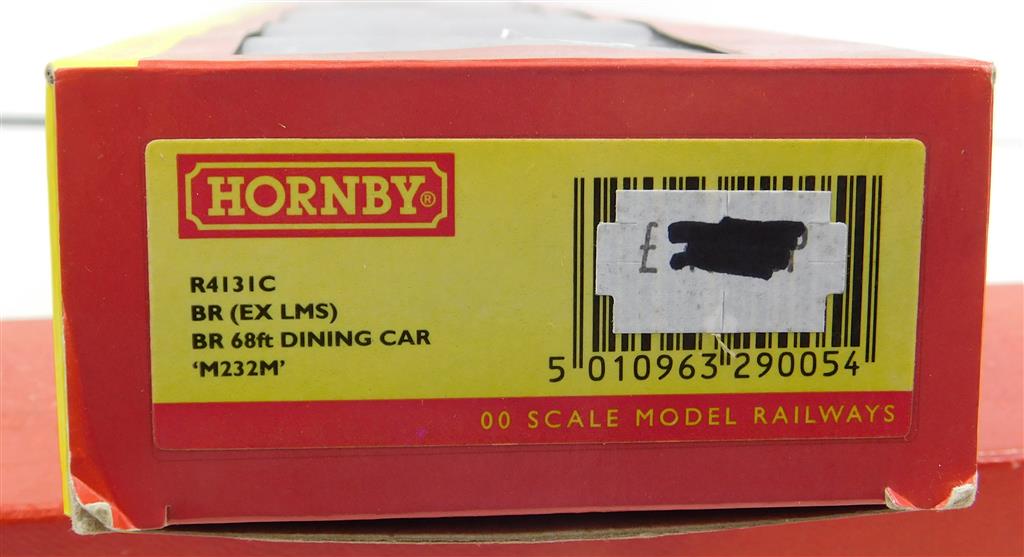 HORNBY®
R4131C
BR (EX LMS)
BR 68ft DINING CAR
'M232M'
£
5 010963 290054
00 SCALE MODEL RAILWAYS